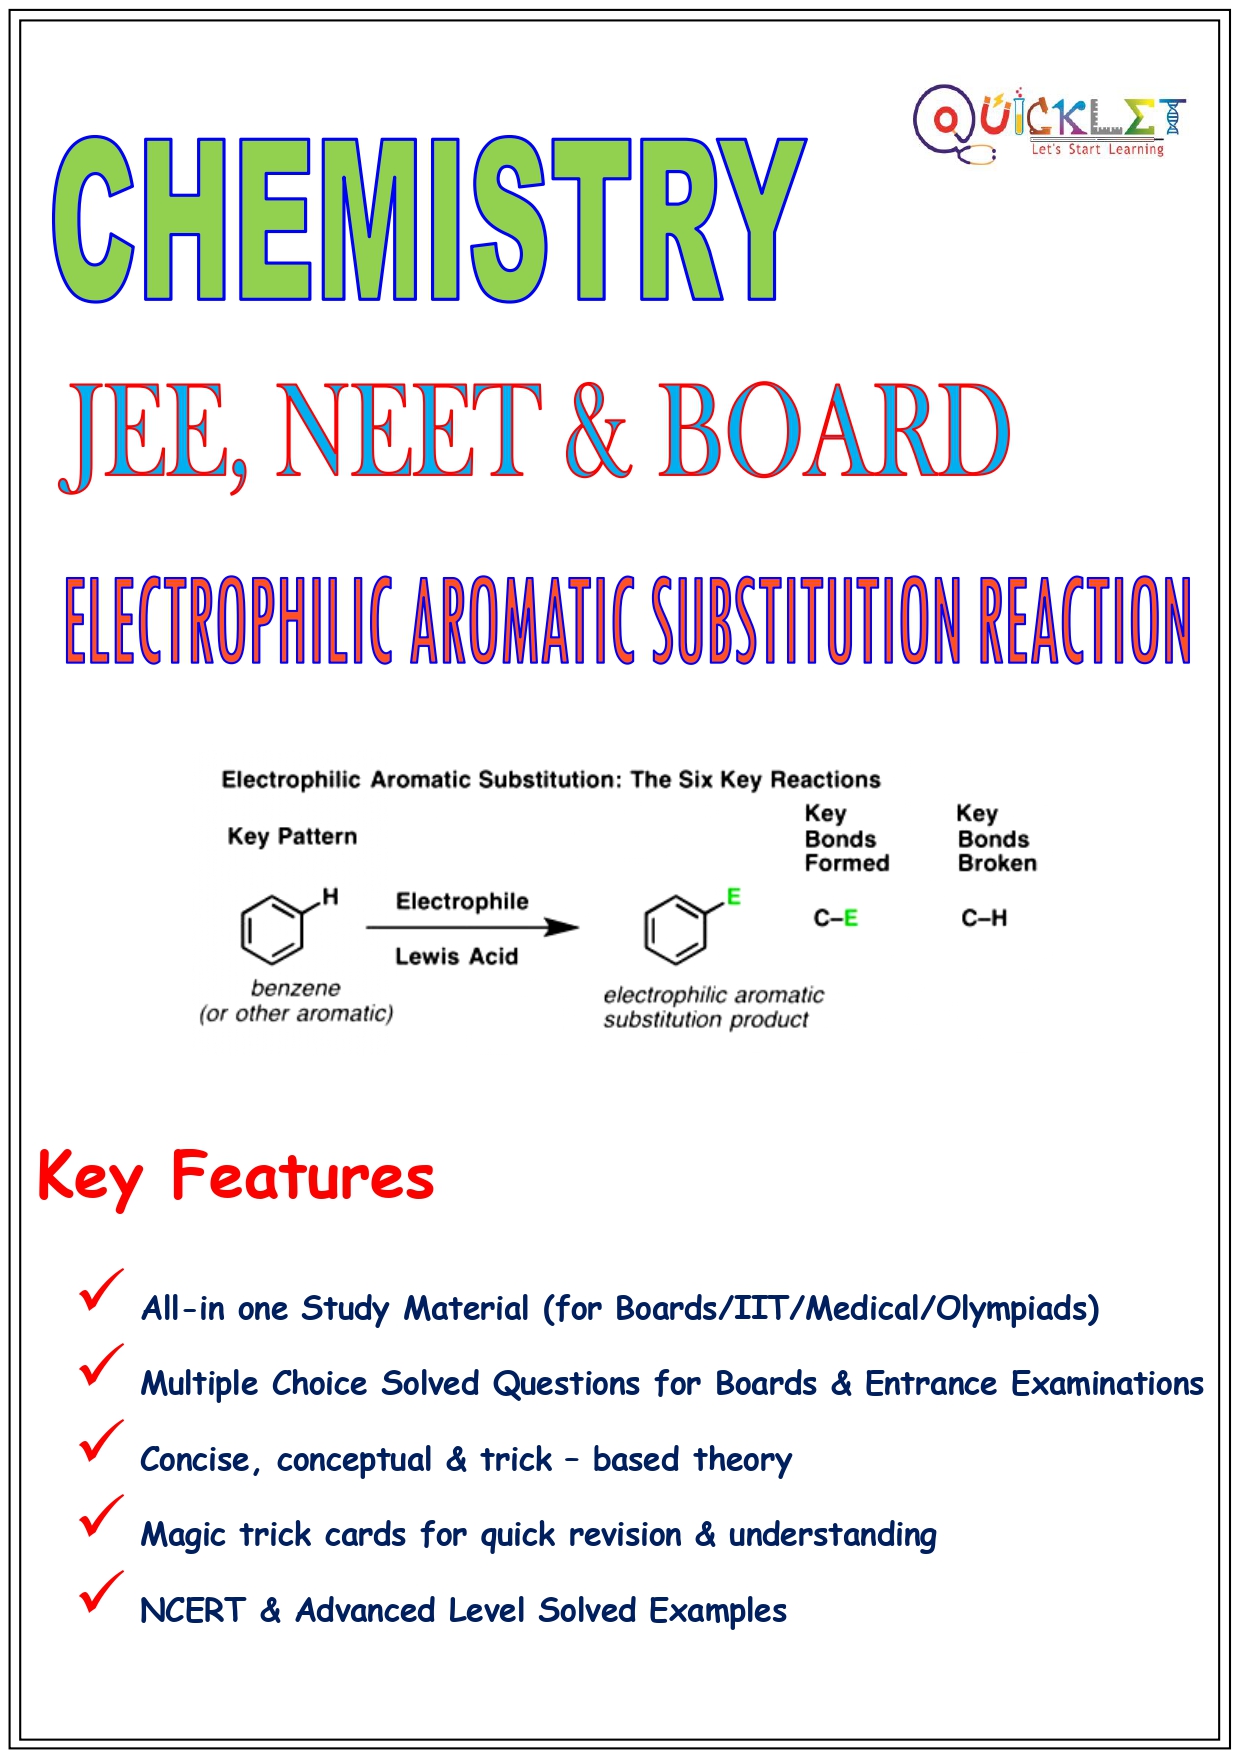 QUICKLET
Let's Start Learning
CHEMISTRY
JEE, NEET & BOARD
ELECTROPHILIC AROMATIC SUBSTITUTION REACTION
Electrophilic Aromatic Substitution: The Six Key Reactions
Key Pattern
Key
Bonds
Formed
Key
Bonds
Broken
H
Electrophile
Lewis Acid
E
C–E
C–H
benzene
(or other aromatic)
electrophilic aromatic
substitution product
Key Features
✓ All-in one Study Material (for Boards/IIT/Medical/Olympiads)
✓ Multiple Choice Solved Questions for Boards & Entrance Examinations
✓ Concise, conceptual & trick – based theory
✓ Magic trick cards for quick revision & understanding
✓ NCERT & Advanced Level Solved Examples